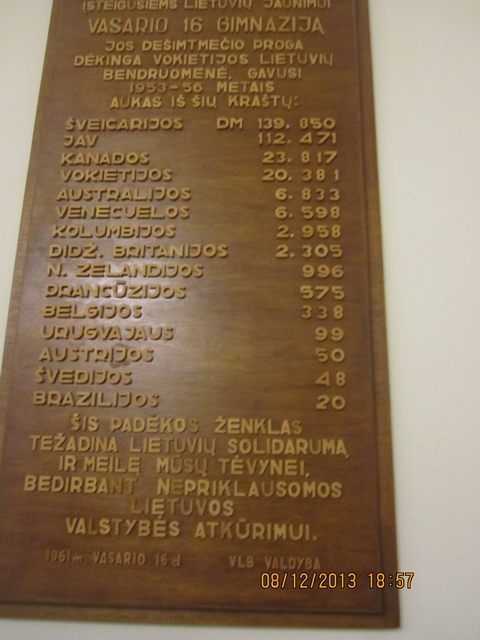 ĮSTEIGUSIEMS LIETUVIŲ JAUNIMUI
VASARIO 16 GIMNAZIJĄ
JOS DEŠIMTMEČIO PROGA
DĖKINGA VOKIETIJOS LIETUVIŲ
BENDRUOMENĖ, GAVUSI
1953-56 METAIS
AUKAS IŠ ŠIŲ KRAŠTŲ:
ŠVEICARIJOS DM 139.850
JAV 112.471
KANADOS 23.817
VOKIETIJOS 20.381
AUSTRALIJOS 6.833
VENECUELOS 6.598
KOLUMBIJOS 2.958
DIDŽ. BRITANIJOS 2.305
N. ZELANDIJOS 996
PRANCŪZIJOS 575
BELGIJOS 338
URUGVAJAUS 99
AUSTRIJOS 50
ŠVEDIJOS 48
BRAZILIJOS 20
ŠIS PADĖKOS ŽENKLAS
TEŽADINA LIETUVIŲ SOLIDARUMĄ
IR MEILĘ MŪSŲ TĖVYNEI,
BEDIRBANT NEPRIKLAUSOMOS
LIETUVOS
VALSTYBĖS ATKŪRIMUI.
1961 m VASARIO 16 d VLB VALDYBA
08/12/2013 18:57